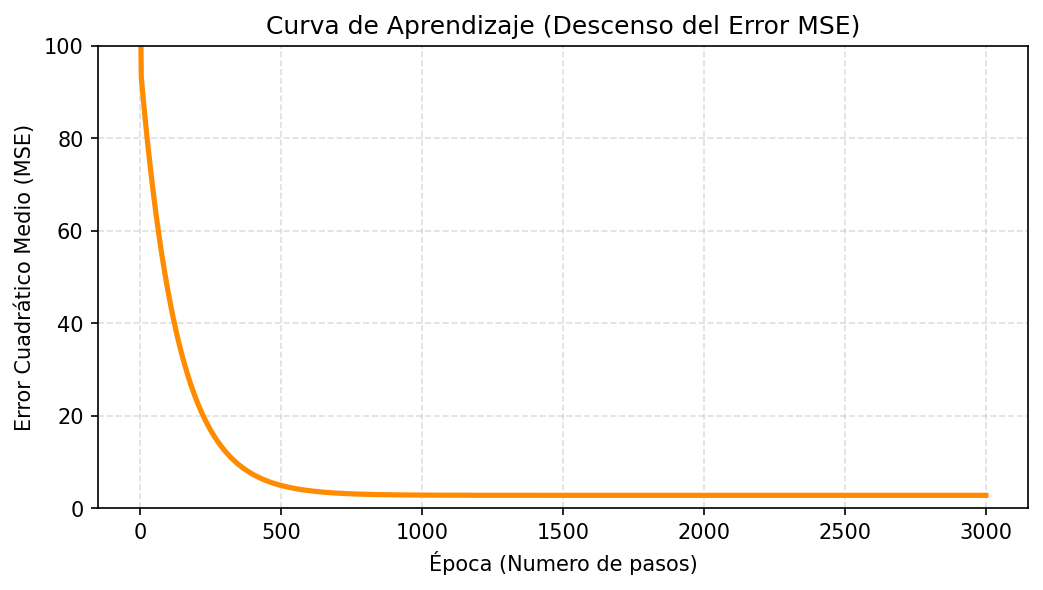 Curva de Aprendizaje (Descenso del Error MSE)
Error Cuadrático Medio (MSE)
100
80
60
40
20
0
0 500 1000 1500 2000 2500 3000
Época (Numero de pasos)